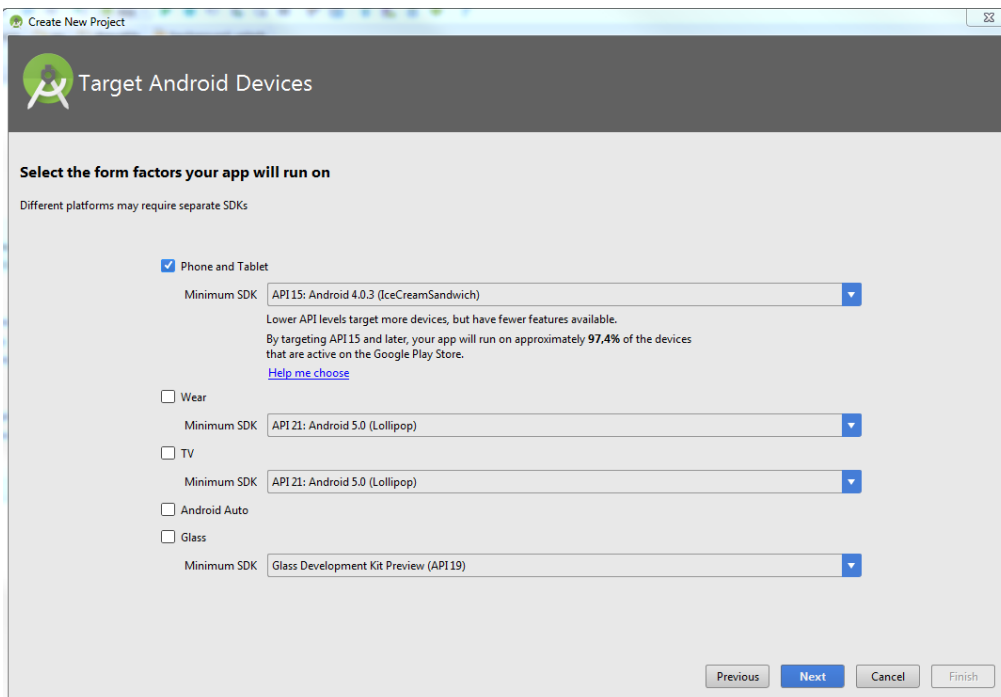 Create New Project
Target Android Devices
Select the form factors your app will run on
Different platforms may require separate SDKs
Phone and Tablet
Minimum SDK API 15: Android 4.0.3 (IceCreamSandwich)
Lower API levels target more devices, but have fewer features available.
By targeting API 15 and later, your app will run on approximately 97,4% of the devices
that are active on the Google Play Store.
Help me choose
Wear
Minimum SDK API 21: Android 5.0 (Lollipop)
TV
Minimum SDK API 21: Android 5.0 (Lollipop)
Android Auto
Glass
Minimum SDK Glass Development Kit Preview (API 19)
Previous Next Cancel Finish